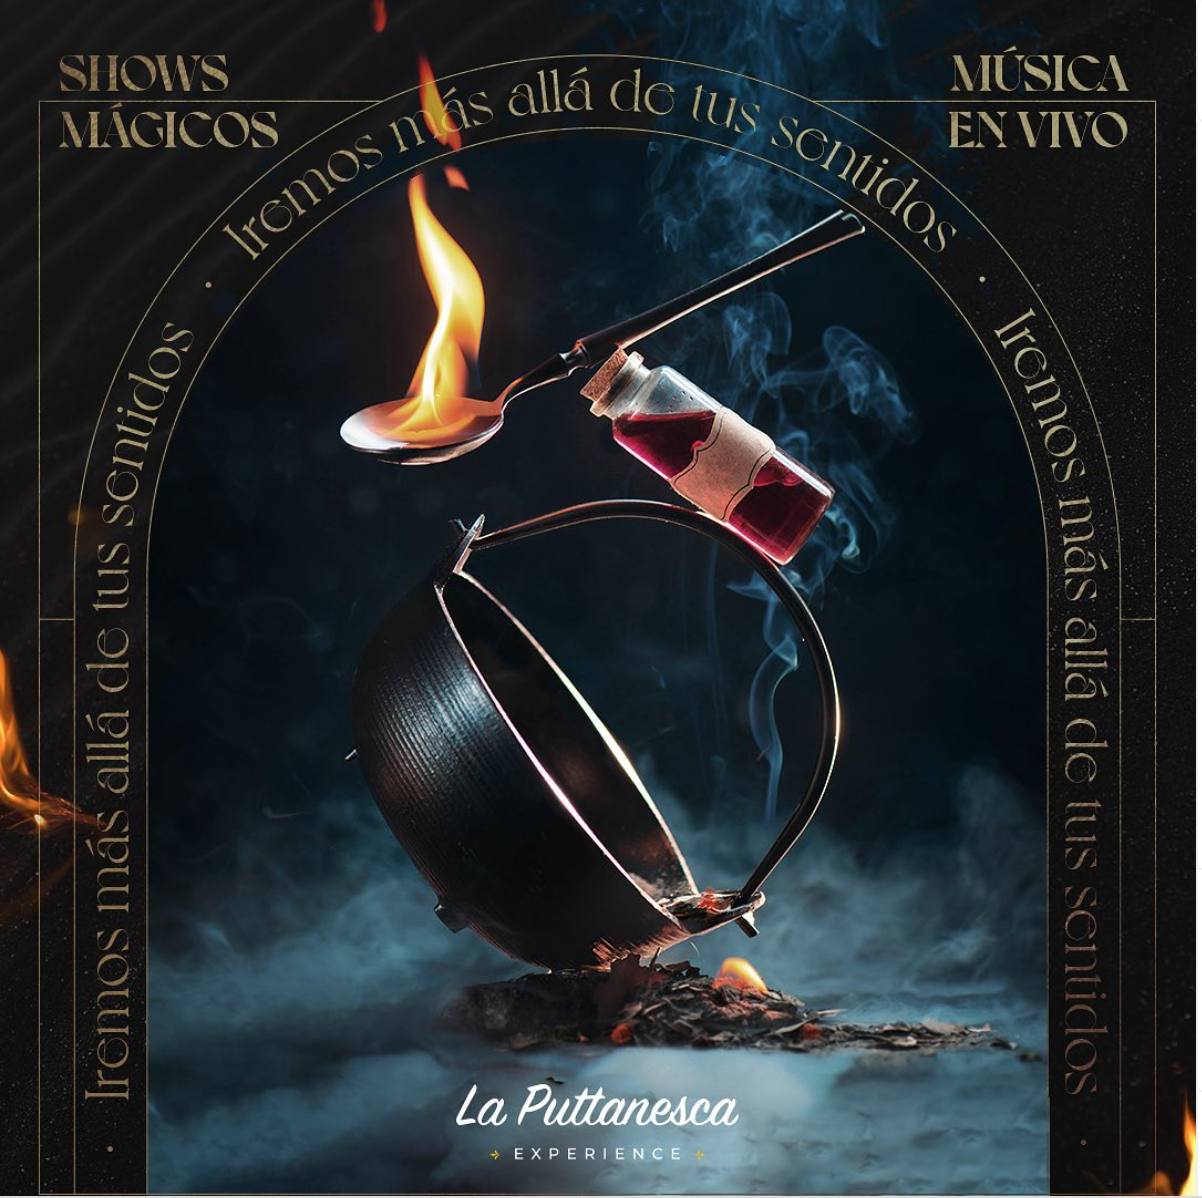 SHOWS
MÁGICOS
MÚSICA
EN VIVO
Iremos más allá de tus sentidos · Iremos más allá de tus sentidos · Iremos más allá de tus sentidos
La Puttanesca
EXPERIENCE